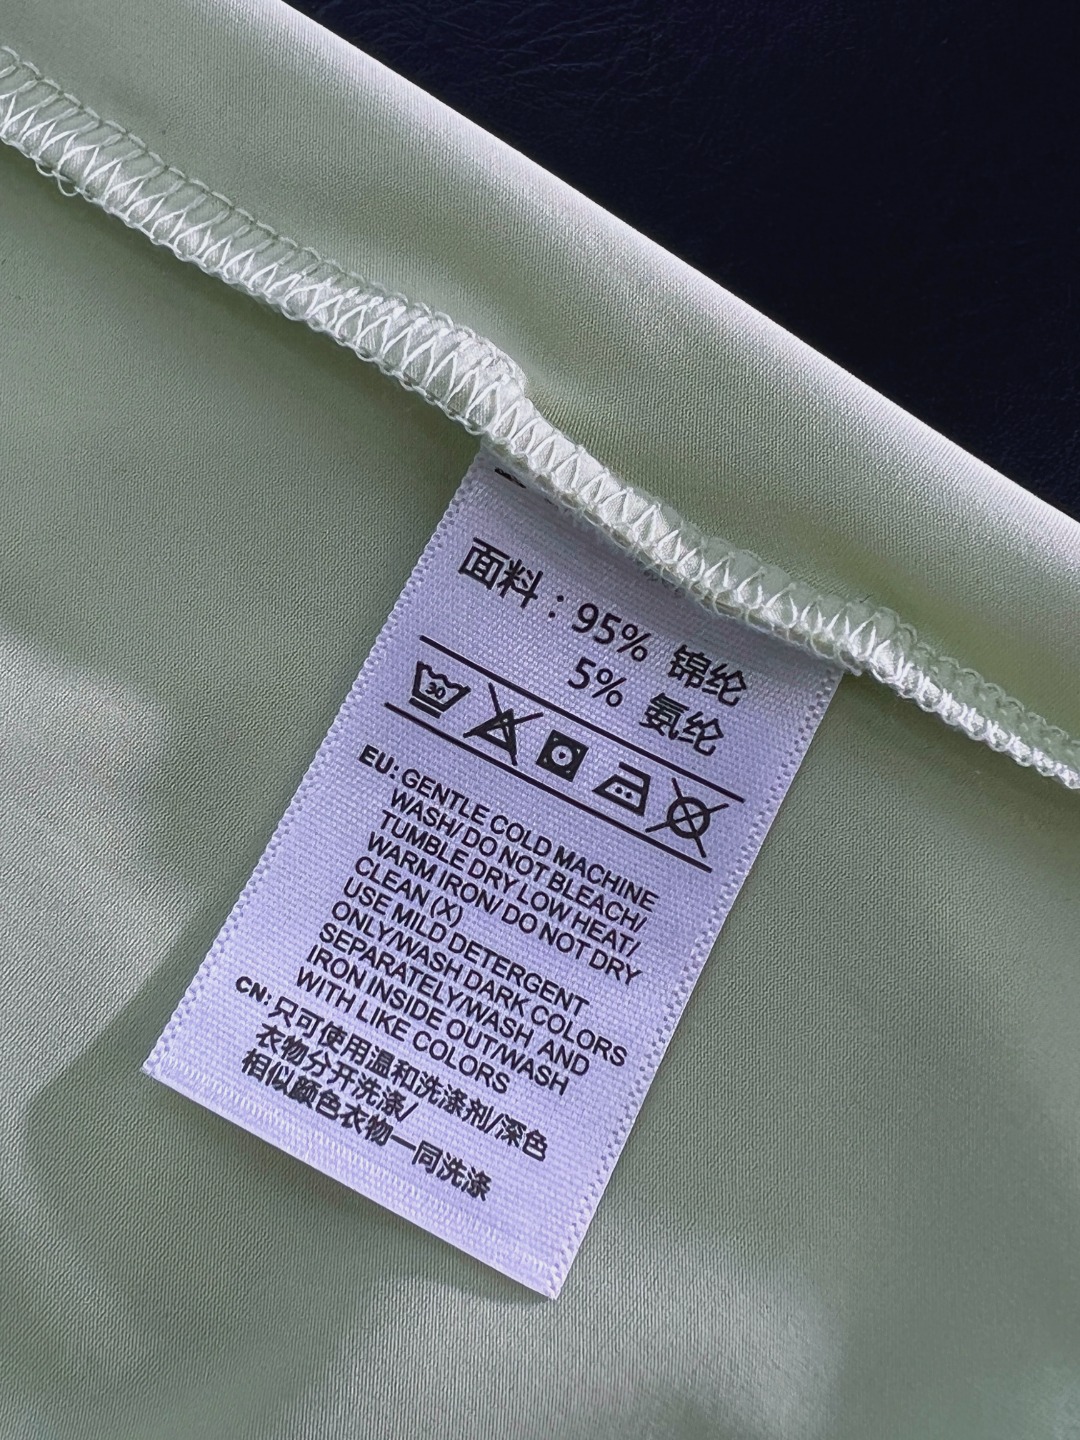 面料：95% 锦纶
5% 氨纶
30
EU: GENTLE COLD MACHINE
WASH/ DO NOT BLEACH/
TUMBLE DRY LOW HEAT/
WARM IRON/ DO NOT DRY
CLEAN (X)
USE MILD DETERGENT
ONLY/WASH DARK COLORS
SEPARATELY/WASH AND
IRON INSIDE OUT/WASH
WITH LIKE COLORS
CN: 只可使用温和洗涤剂/深色
衣物分开洗涤/
相似颜色衣物一同洗涤